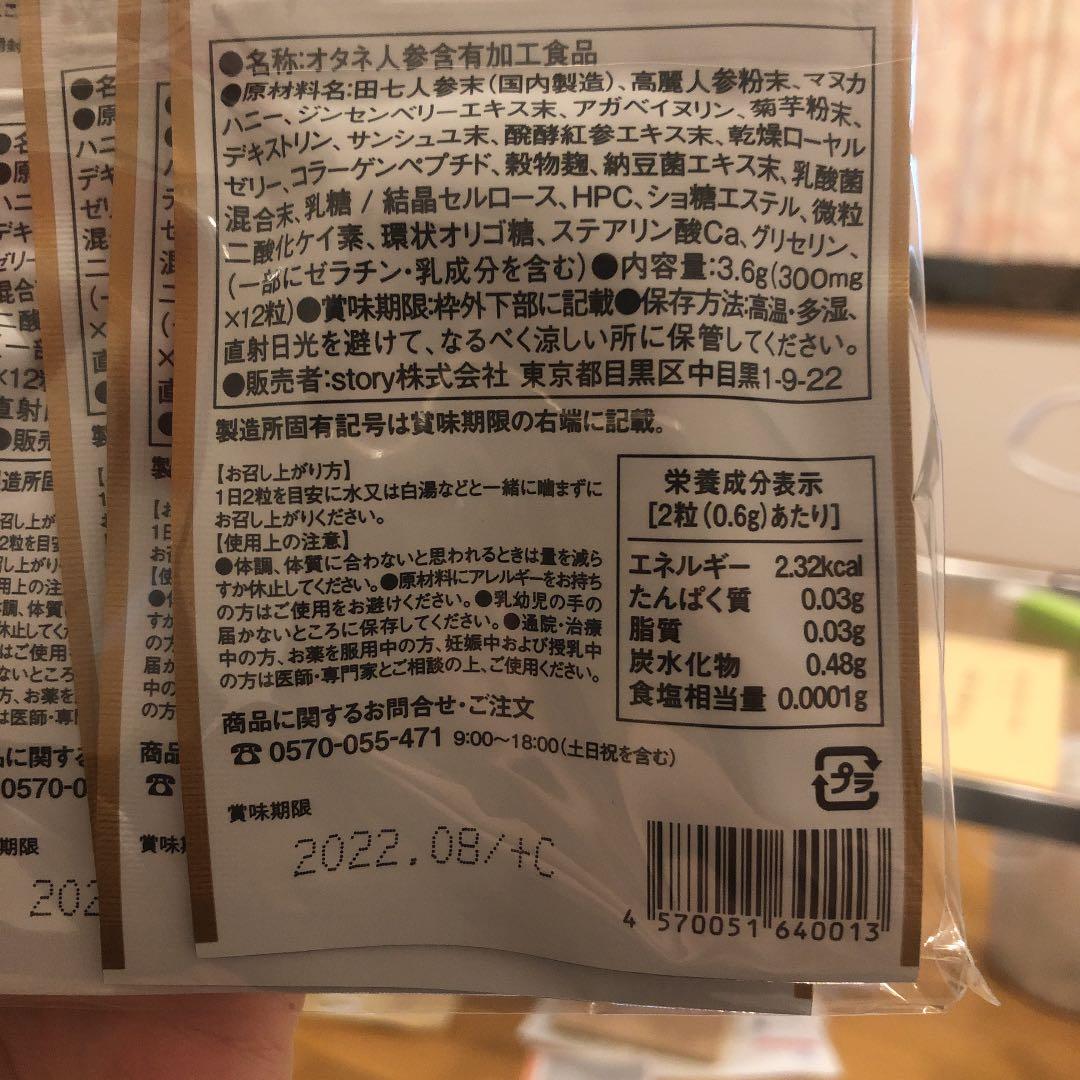 ●名称:オタネ人参含有加工食品
●原材料名:田七人参末(国内製造)、高麗人参粉末、マヌカ
ハニー、ジンセンベリーエキス末、アガベイヌリン、菊芋粉末、
デキストリン、サンシュユ末、醗酵紅参エキス末、乾燥ローヤル
ゼリー、コラーゲンペプチド、穀物麹、納豆菌エキス末、乳酸菌
混合末、乳糖 / 結晶セルロース、HPC、ショ糖エステル、微粒
二酸化ケイ素、環状オリゴ糖、ステアリン酸Ca、グリセリン、
(一部にゼラチン・乳成分を含む)●内容量:3.6g(300mg
×12粒)●賞味期限:枠外下部に記載●保存方法:高温・多湿、
直射日光を避けて、なるべく涼しい所に保管してください。
●販売者:story株式会社 東京都目黒区中目黒1-9-22
製造所固有記号は賞味期限の右端に記載。
【お召し上がり方】
1日2粒を目安に水又は白湯などと一緒に噛まずに
お召し上がりください。
【使用上の注意】
●体調、体質に合わないと思われるときは量を減ら
すか休止してください。●原材料にアレルギーをお持ち
の方はご使用をお避けください。●乳幼児の手の
届かないところに保存してください。●通院・治療
中の方、お薬を服用中の方、妊娠中および授乳中
の方は医師・専門家とご相談の上、ご使用ください。
栄養成分表示
[2粒(0.6g)あたり]
エネルギー 2.32kcal
たんぱく質 0.03g
脂質 0.03g
炭水化物 0.48g
食塩相当量 0.0001g
商品に関するお問合せ・ご注文
☎0570-055-471 9:00〜18:00(土日祝を含む)
プラ
賞味期限
2022.08/+C
4 570051 640013